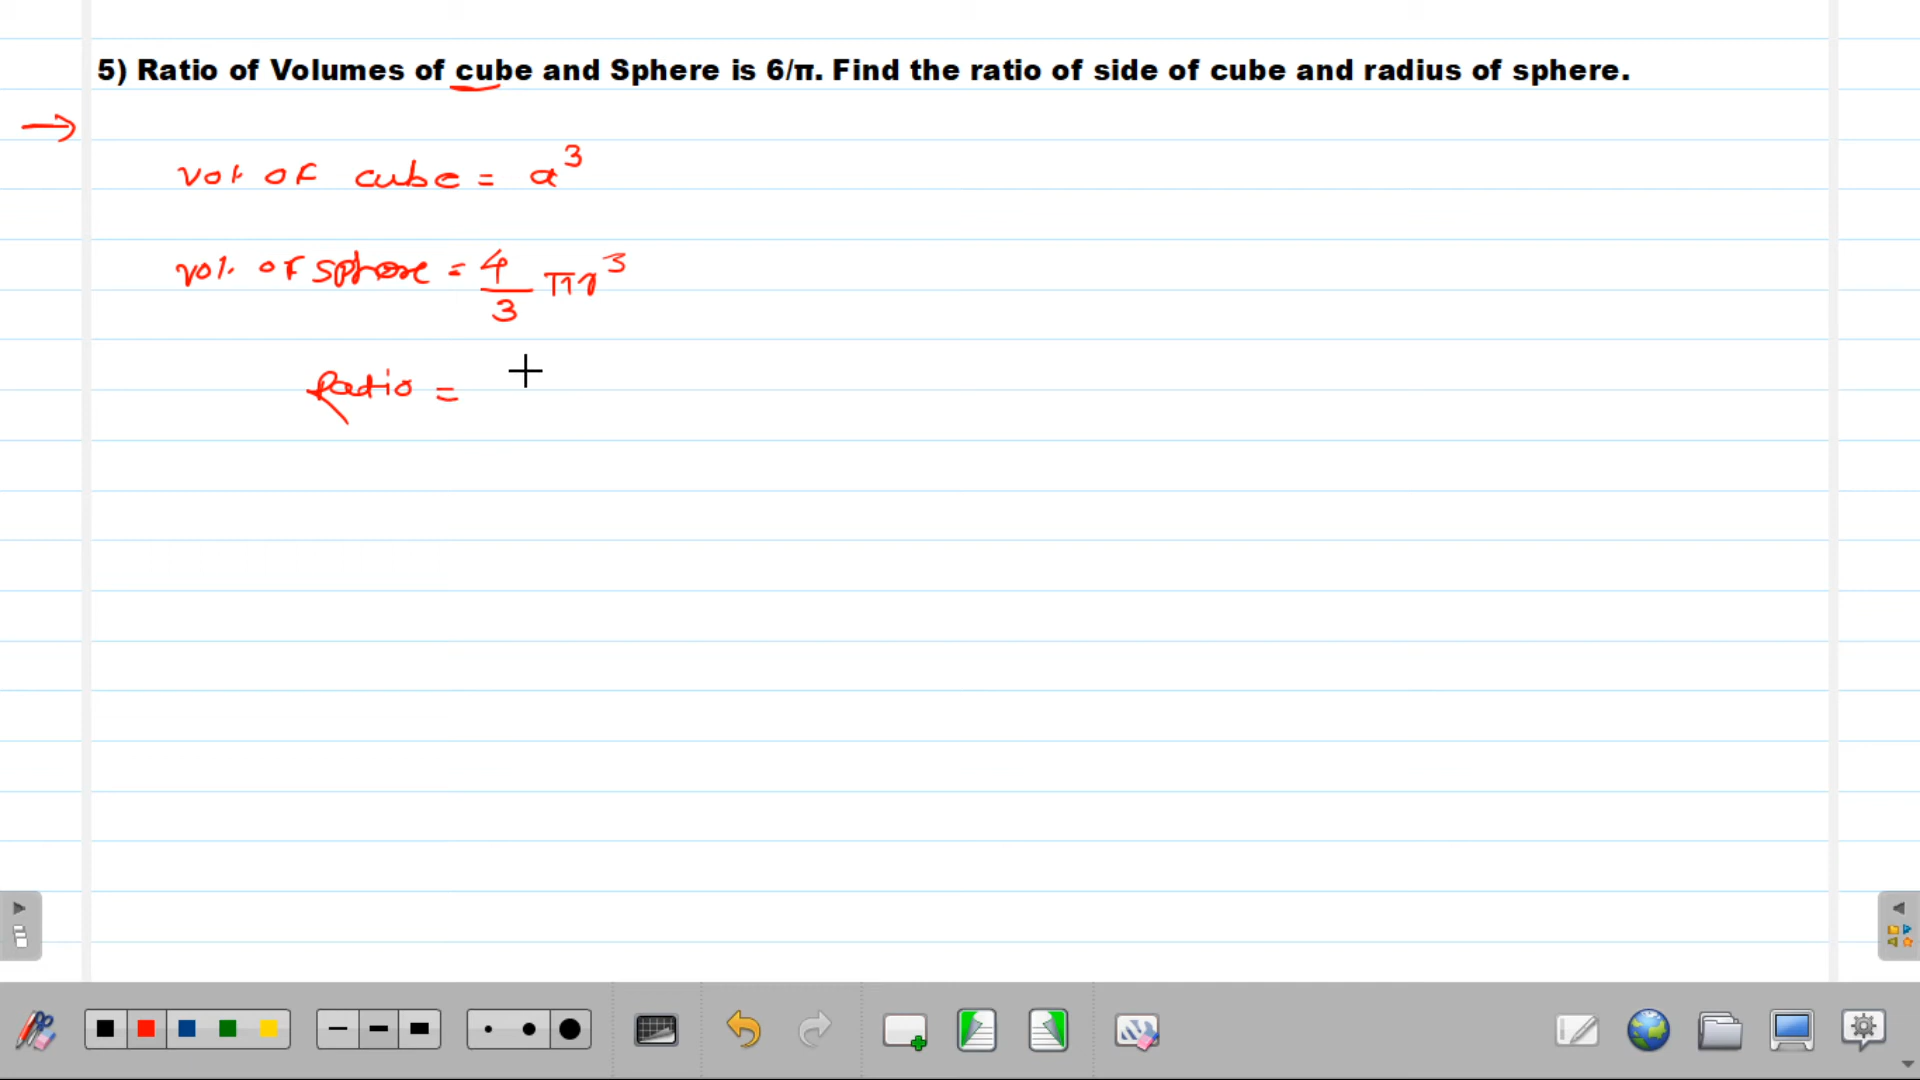 5) Ratio of Volumes of cube and Sphere is 6/π. Find the ratio of side of cube and radius of sphere.
→
vol of cube = a³
vol. of sphere = 4/3 πr³
Ratio =